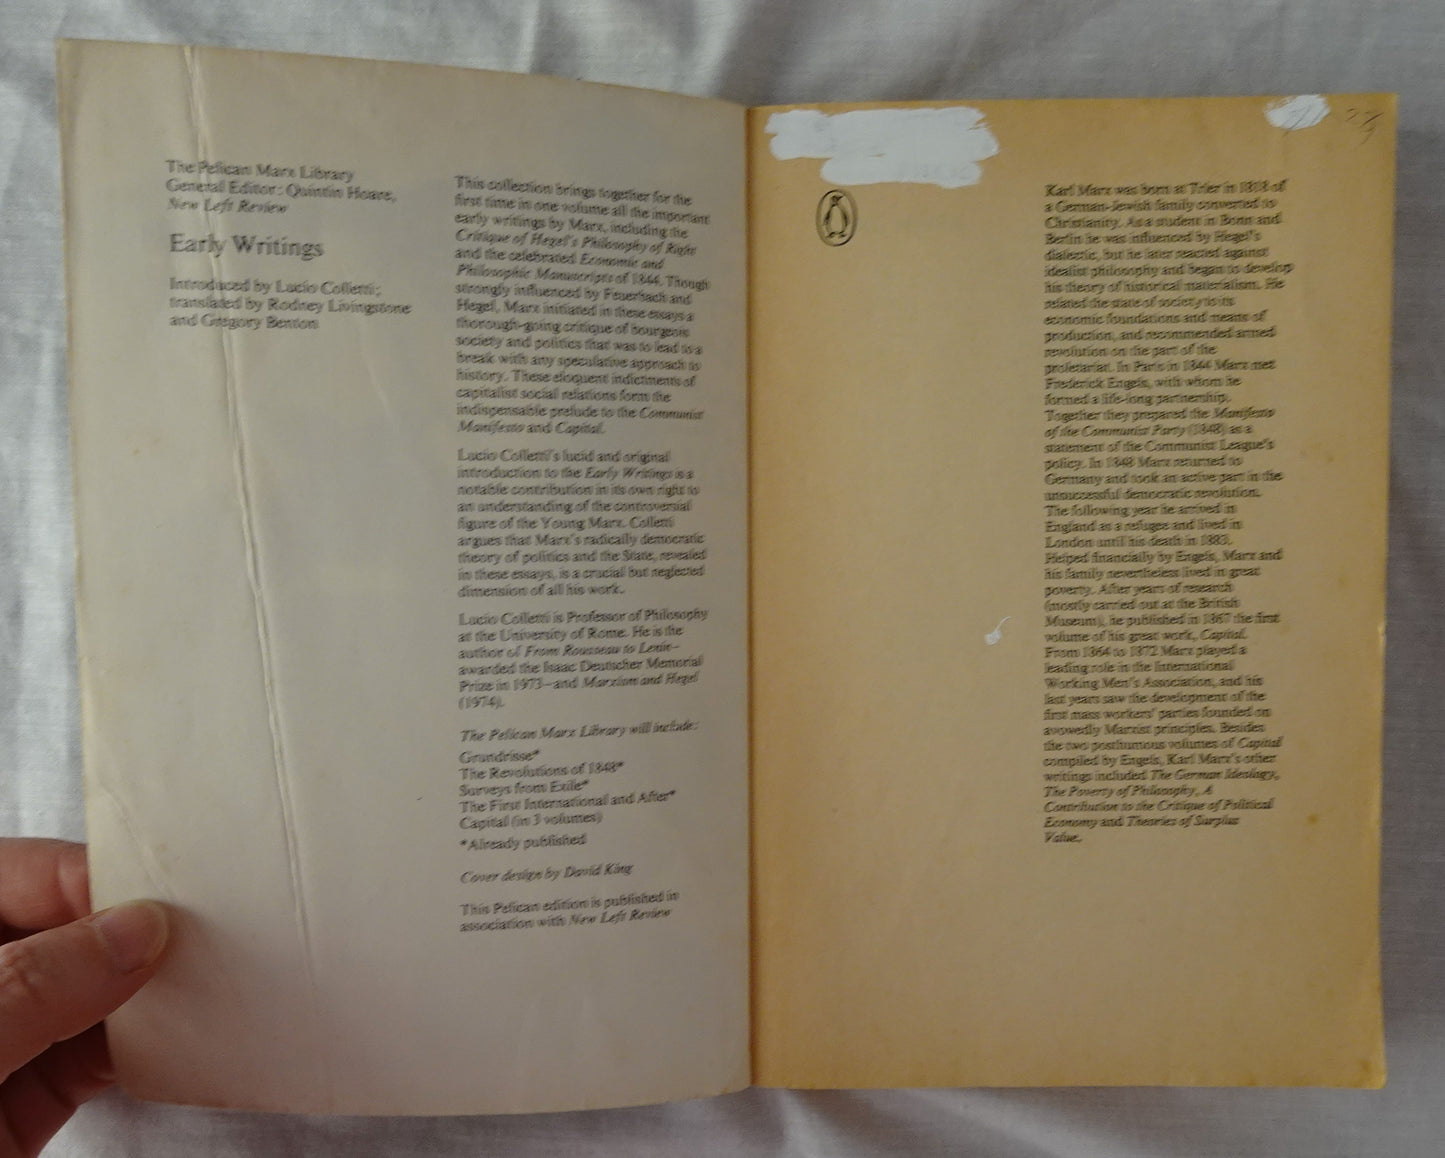 The Pelican Marx Library
General Editor: Quintin Hoare,
New Left Review
Early Writings
Introduced by Lucio Colletti;
translated by Rodney Livingstone
and Gregory Benton
This collection brings together for the
first time in one volume all the important
early writings by Marx, including the
Critique of Hegel's Philosophy of Right
and the celebrated Economic and
Philosophic Manuscripts of 1844. Though
strongly influenced by Feuerbach and
Hegel, Marx initiated in these essays a
thorough-going critique of bourgeois
society and politics that was to lead to a
break with any speculative approach to
history. These eloquent indictments of
capitalist social relations form the
indispensable prelude to the Communist
Manifesto and Capital.
Lucio Colletti's lucid and original
introduction to the Early Writings is a
notable contribution in its own right to
an understanding of the controversial
figure of the Young Marx. Colletti
argues that Marx's radically democratic
theory of politics and the State, revealed
in these essays, is a crucial but neglected
dimension of all his work.
Lucio Colletti is Professor of Philosophy
at the University of Rome. He is the
author of From Rousseau to Lenin–
awarded the Isaac Deutscher Memorial
Prize in 1973–and Marxism and Hegel
(1974).
The Pelican Marx Library will include:
Grundrisse*
The Revolutions of 1848*
Surveys from Exile*
The First International and After*
Capital (in 3 volumes)
*Already published
Cover design by David King
This Pelican edition is published in
association with New Left Review
Karl Marx was born at Trier in 1818 of
a German-Jewish family converted to
Christianity. As a student in Bonn and
Berlin he was influenced by Hegel's
dialectic, but he later reacted against
idealist philosophy and began to develop
his theory of historical materialism. He
related the state of society to its
economic foundations and means of
production, and recommended armed
revolution on the part of the
proletariat. In Paris in 1844 Marx met
Frederick Engels, with whom he
formed a life-long partnership.
Together they prepared the Manifesto
of the Communist Party (1848) as a
statement of the Communist League's
policy. In 1848 Marx returned to
Germany and took an active part in the
unsuccessful democratic revolution.
The following year he arrived in
England as a refugee and lived in
London until his death in 1883.
Helped financially by Engels, Marx and
his family nevertheless lived in great
poverty. After years of research
(mostly carried out at the British
Museum), he published in 1867 the first
volume of his great work, Capital.
From 1864 to 1872 Marx played a
leading role in the International
Working Men's Association, and his
last years saw the development of the
first mass workers' parties founded on
avowedly Marxist principles. Besides
the two posthumous volumes of Capital
compiled by Engels, Karl Marx's other
writings included The German Ideology,
The Poverty of Philosophy, A
Contribution to the Critique of Political
Economy and Theories of Surplus
Value.